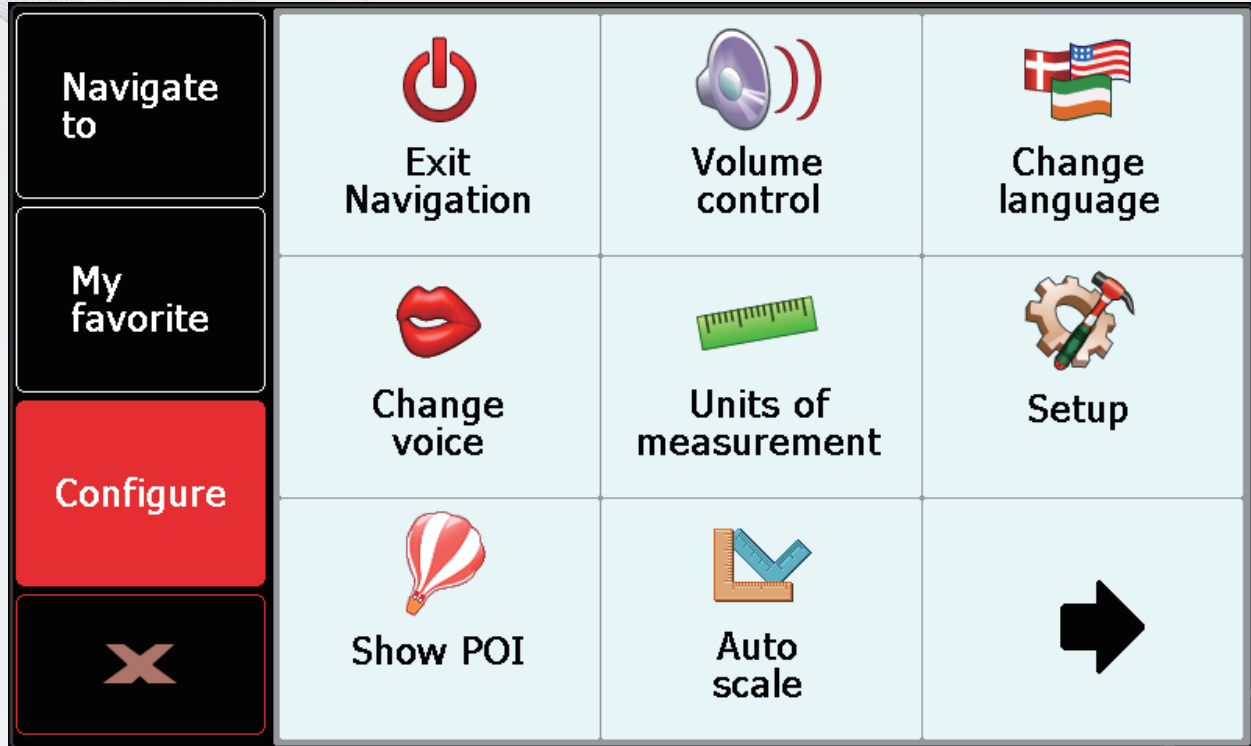 Navigate
to
My
favorite
Configure
X
Exit
Navigation
Volume
control
Change
language
Change
voice
Units of
measurement
Setup
Show POI
Auto
scale